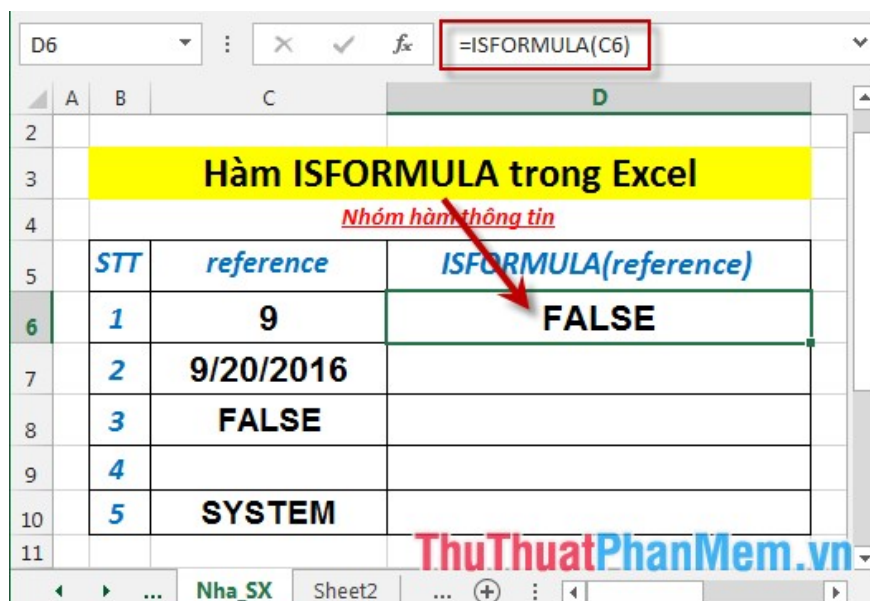 D6 fx =ISFORMULA(C6)
A B C D
2
3 Hàm ISFORMULA trong Excel
4 Nhóm hàm thông tin
5 STT reference ISFORMULA(reference)
6 1 9 FALSE
7 2 9/20/2016
8 3 FALSE
9 4
10 5 SYSTEM
11 ThuThuatPhanMem.vn
... Nha_SX Sheet2 ...